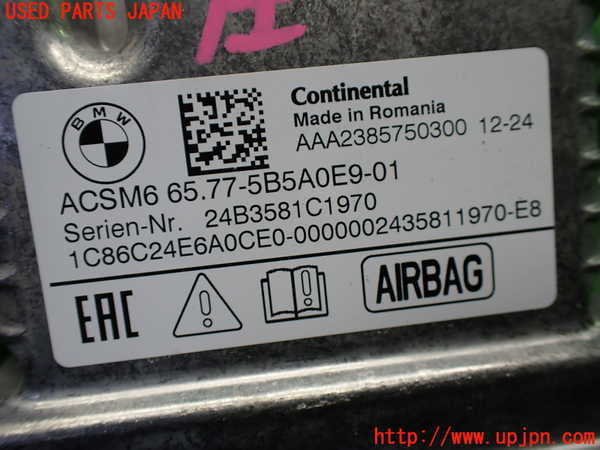 USED PARTS JAPAN
BMW
Continental
Made in Romania
AAA2385750300 12-24
ACSM6 65.77-5B5A0E9-01
Serien-Nr. 24B3581C1970
1C86C24E6A0CE0-0000002435811970-E8
EAC
AIRBAG
http://www.upjpn.com/